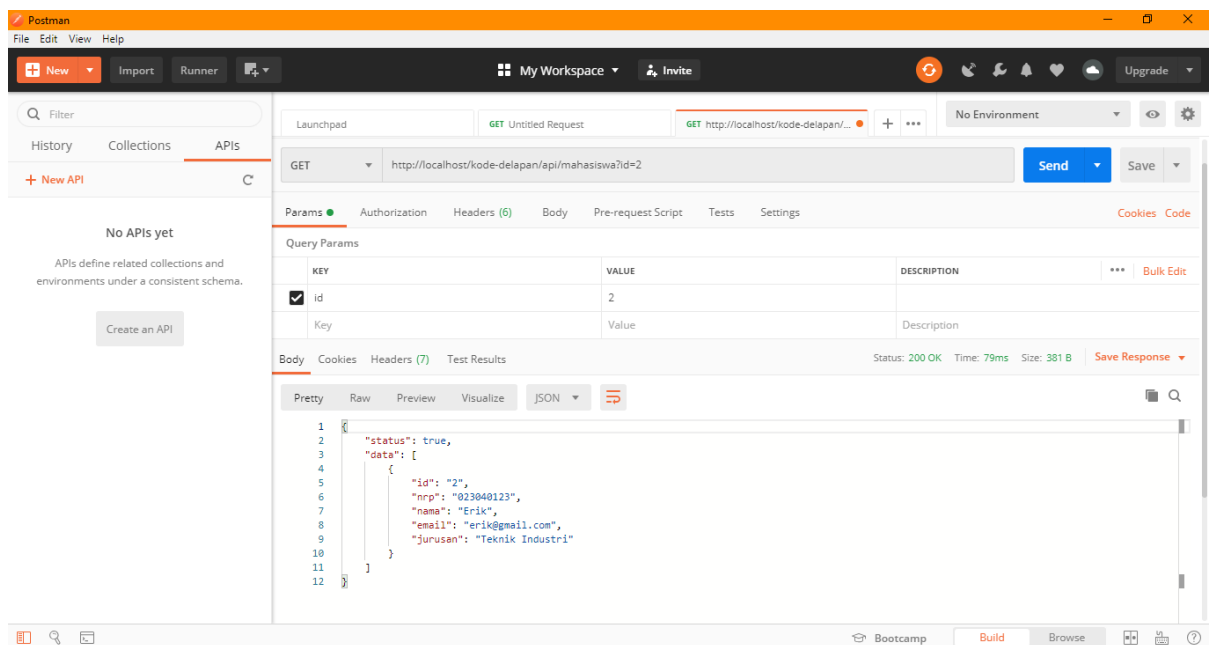 Postman
File Edit View Help
New Import Runner My Workspace Invite Upgrade
Filter
History Collections APIs
+ New API
No APIs yet
APIs define related collections and
environments under a consistent schema.
Create an API
Launchpad GET Untitled Request GET http://localhost/kode-delapan/... + ••• No Environment
GET http://localhost/kode-delapan/api/mahasiswa?id=2 Send Save
Params Authorization Headers (6) Body Pre-request Script Tests Settings Cookies Code
Query Params
KEY VALUE DESCRIPTION ••• Bulk Edit
id 2
Key Value Description
Body Cookies Headers (7) Test Results Status: 200 OK Time: 79ms Size: 381 B Save Response
Pretty Raw Preview Visualize JSON
1 {
2 "status": true,
3 "data": [
4 {
5 "id": "2",
6 "nrp": "023040123",
7 "nama": "Erik",
8 "email": "erik@gmail.com",
9 "jurusan": "Teknik Industri"
10 }
11 ]
12 }
Bootcamp Build Browse